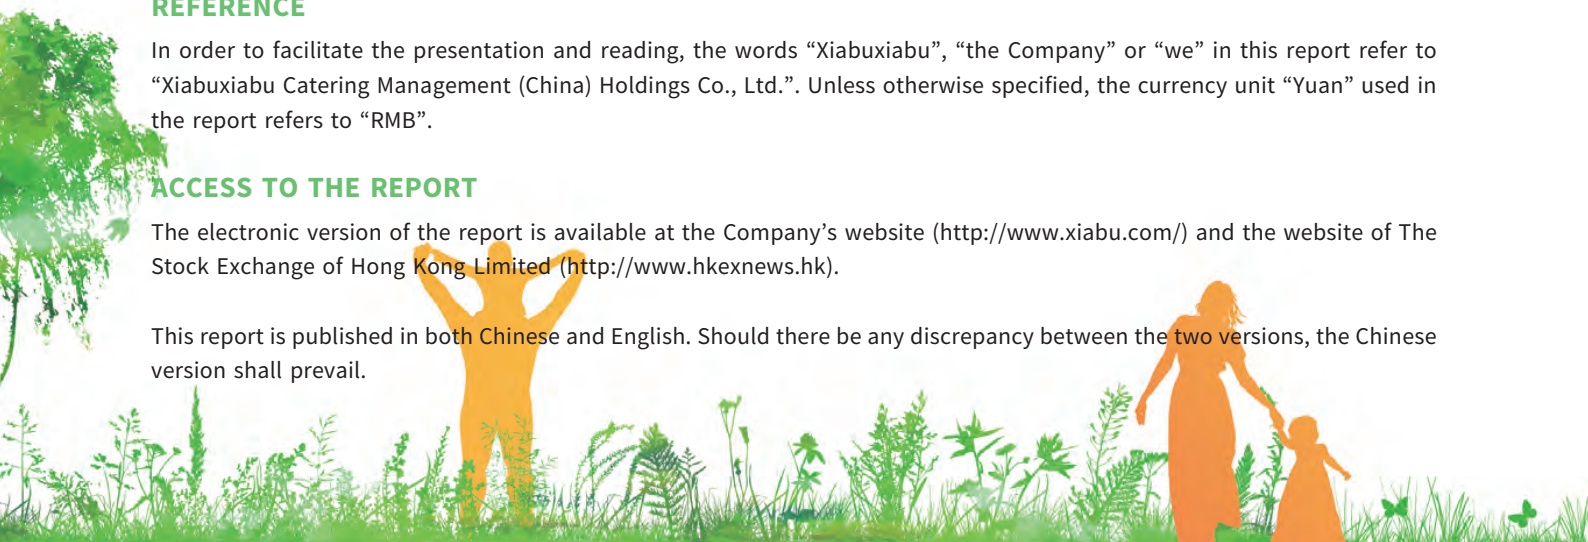 REFERENCE
In order to facilitate the presentation and reading, the words “Xiabuxiabu”, “the Company” or “we” in this report refer to
“Xiabuxiabu Catering Management (China) Holdings Co., Ltd.”. Unless otherwise specified, the currency unit “Yuan” used in
the report refers to “RMB”.
ACCESS TO THE REPORT
The electronic version of the report is available at the Company’s website (http://www.xiabu.com/) and the website of The
Stock Exchange of Hong Kong Limited (http://www.hkexnews.hk).
This report is published in both Chinese and English. Should there be any discrepancy between the two versions, the Chinese
version shall prevail.